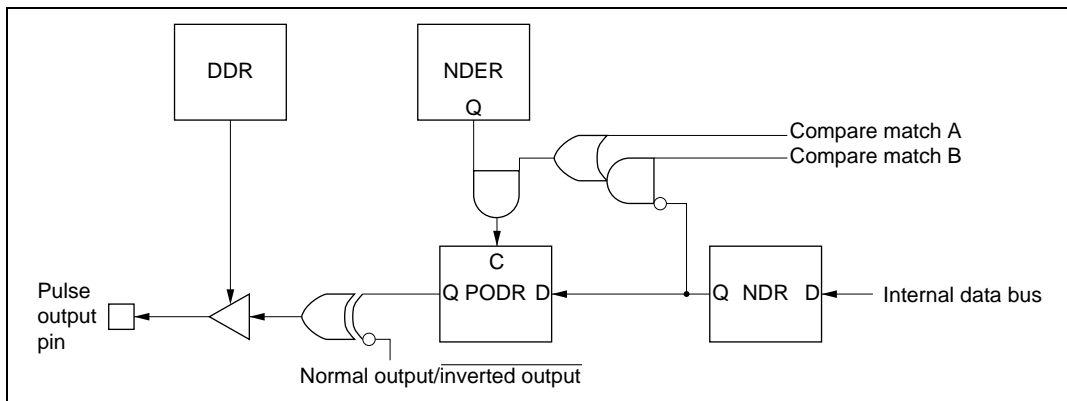 DDR
NDER
Q
Compare match A
Compare match B
C
Q PODR D
Q NDR D
Internal data bus
Pulse
output
pin
Normal output/inverted output